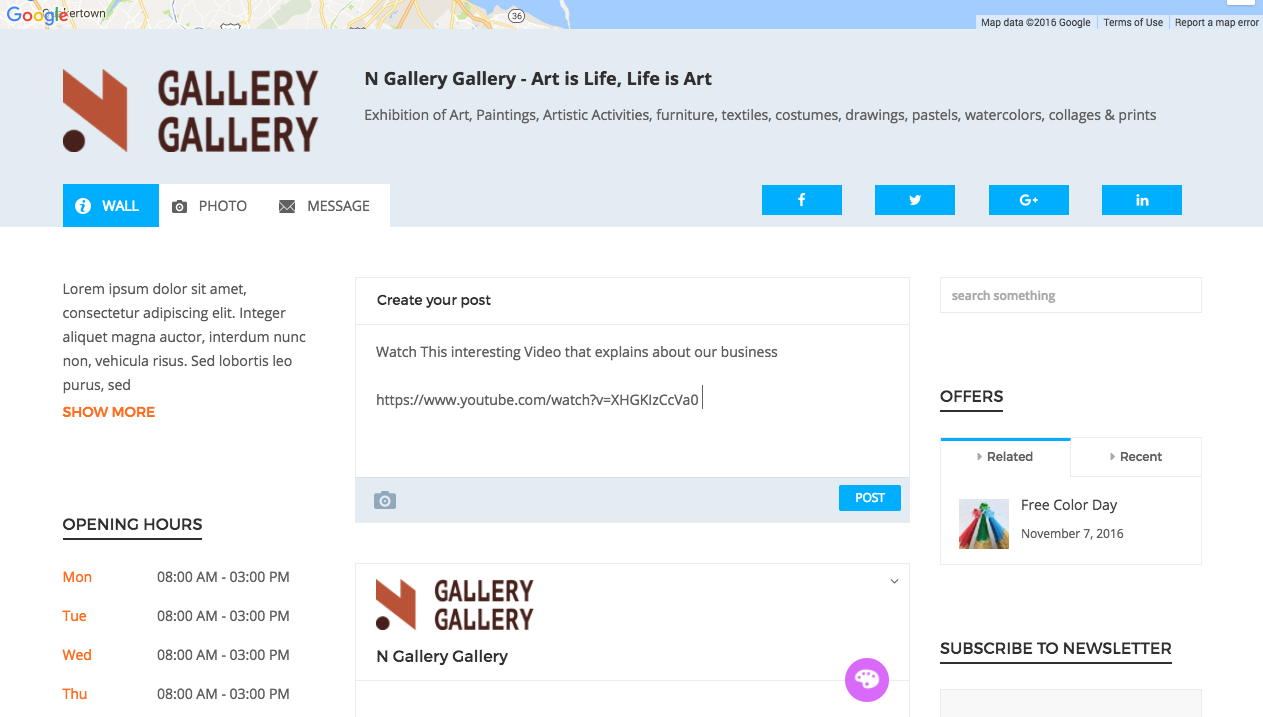 Google
36
Map data ©2016 Google
Terms of Use
Report a map error
GALLERY
GALLERY
N Gallery Gallery - Art is Life, Life is Art
Exhibition of Art, Paintings, Artistic Activities, furniture, textiles, costumes, drawings, pastels, watercolors, collages & prints
WALL
PHOTO
MESSAGE
f
G+
in
Lorem ipsum dolor sit amet,
consectetur adipiscing elit. Integer
aliquet magna auctor, interdum nunc
non, vehicula risus. Sed lobortis leo
purus, sed
SHOW MORE
OPENING HOURS
Mon 08:00 AM - 03:00 PM
Tue 08:00 AM - 03:00 PM
Wed 08:00 AM - 03:00 PM
Thu 08:00 AM - 03:00 PM
Create your post
Watch This interesting Video that explains about our business
https://www.youtube.com/watch?v=XHGKIzCcVa0
POST
GALLERY
GALLERY
N Gallery Gallery
search something
OFFERS
Related
Recent
Free Color Day
November 7, 2016
SUBSCRIBE TO NEWSLETTER